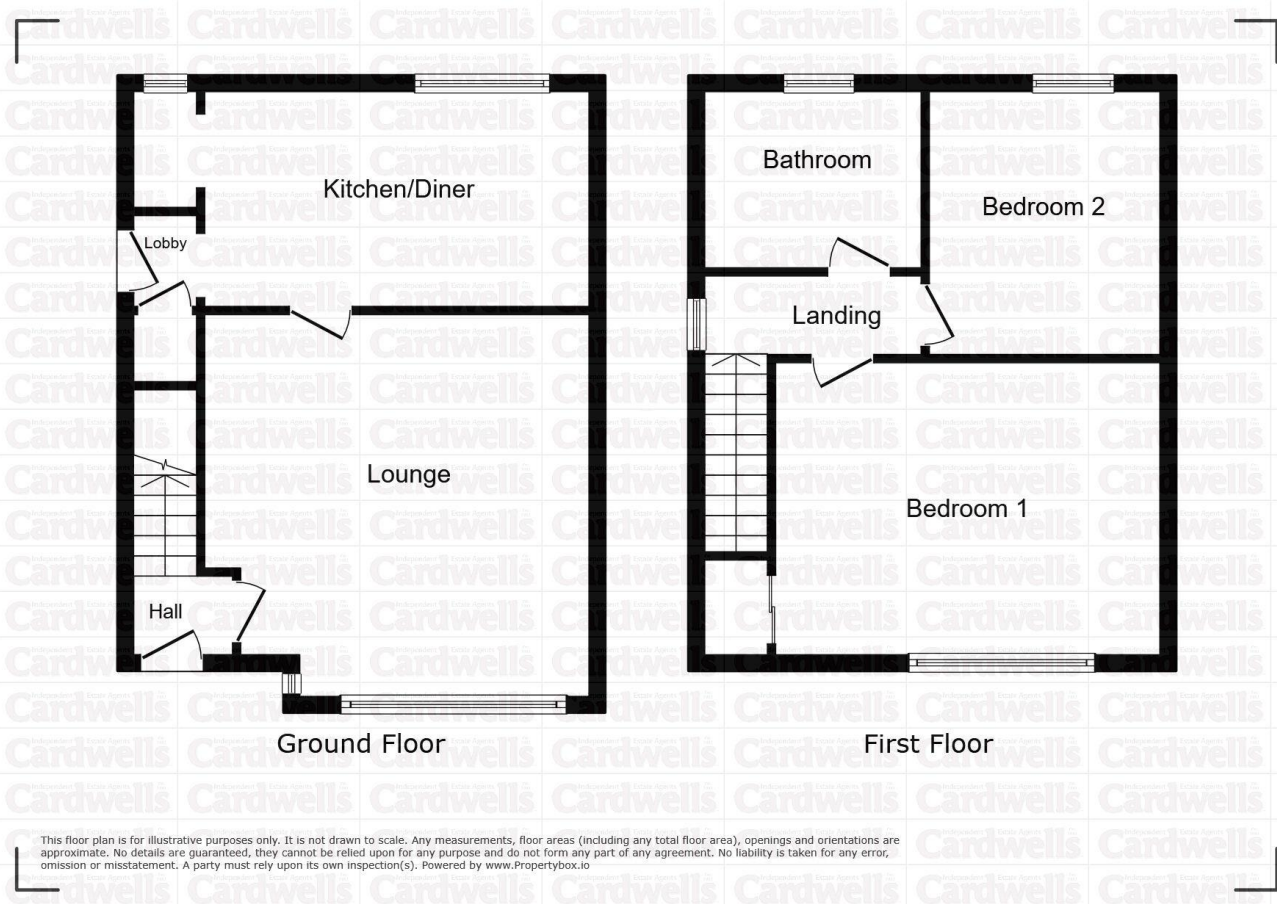 Kitchen/Diner
Lobby
Lounge
Hall
Ground Floor
Bathroom
Bedroom 2
Landing
Bedroom 1
First Floor
This floor plan is for illustrative purposes only. It is not drawn to scale. Any measurements, floor areas (including any total floor area), openings and orientations are
approximate. No details are guaranteed, they cannot be relied upon for any purpose and do not form any part of any agreement. No liability is taken for any error,
omission or misstatement. A party must rely upon its own inspection(s). Powered by www.Propertybox.io
Cardwells